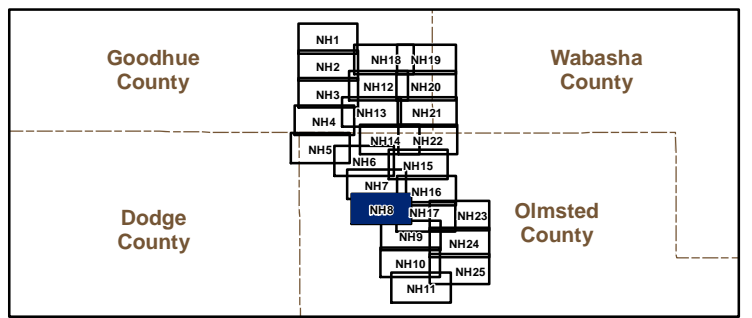 NH1
Goodhue
County
NH18
NH19
Wabasha
County
NH2
NH12
NH20
NH3
NH13
NH21
NH4
NH14
NH22
NH5
NH6
NH15
NH7
NH16
Dodge
County
NH8
NH17
NH23
Olmsted
County
NH9
NH24
NH10
NH25
NH11